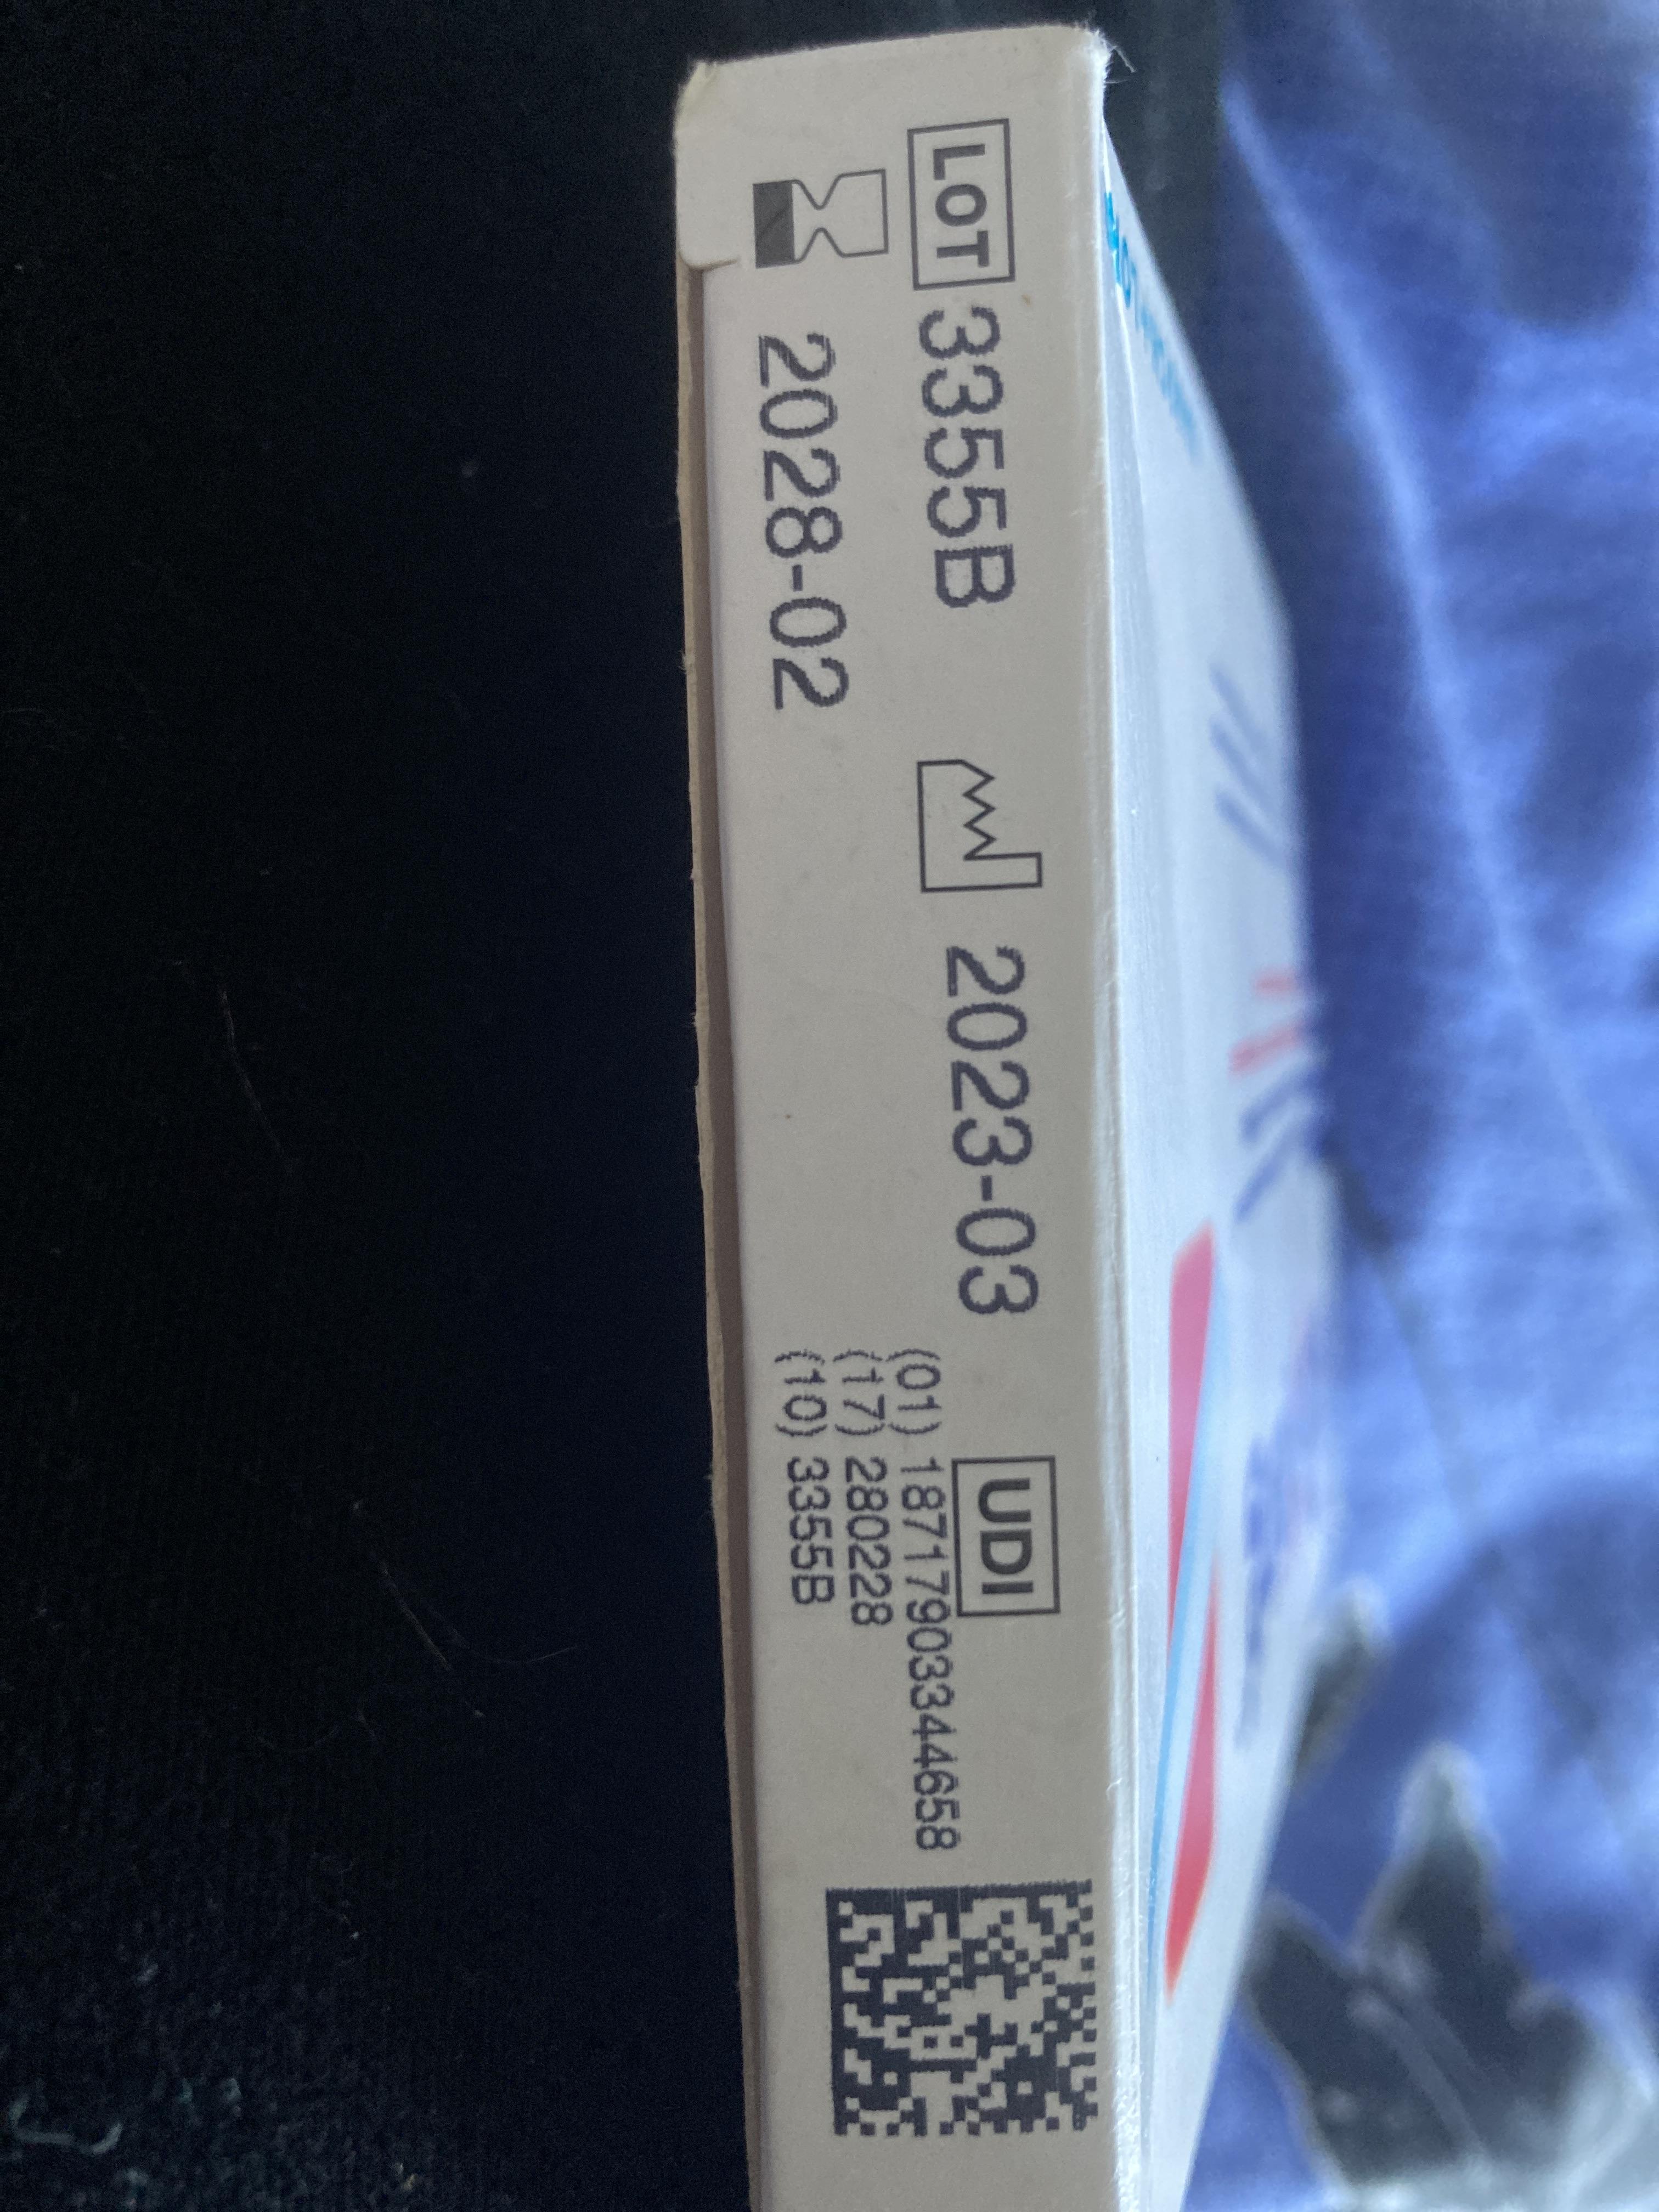 LOT 3355B 2023-03
2028-02
UDI
(01) 18717903344658
(17) 280228
(10) 3355B